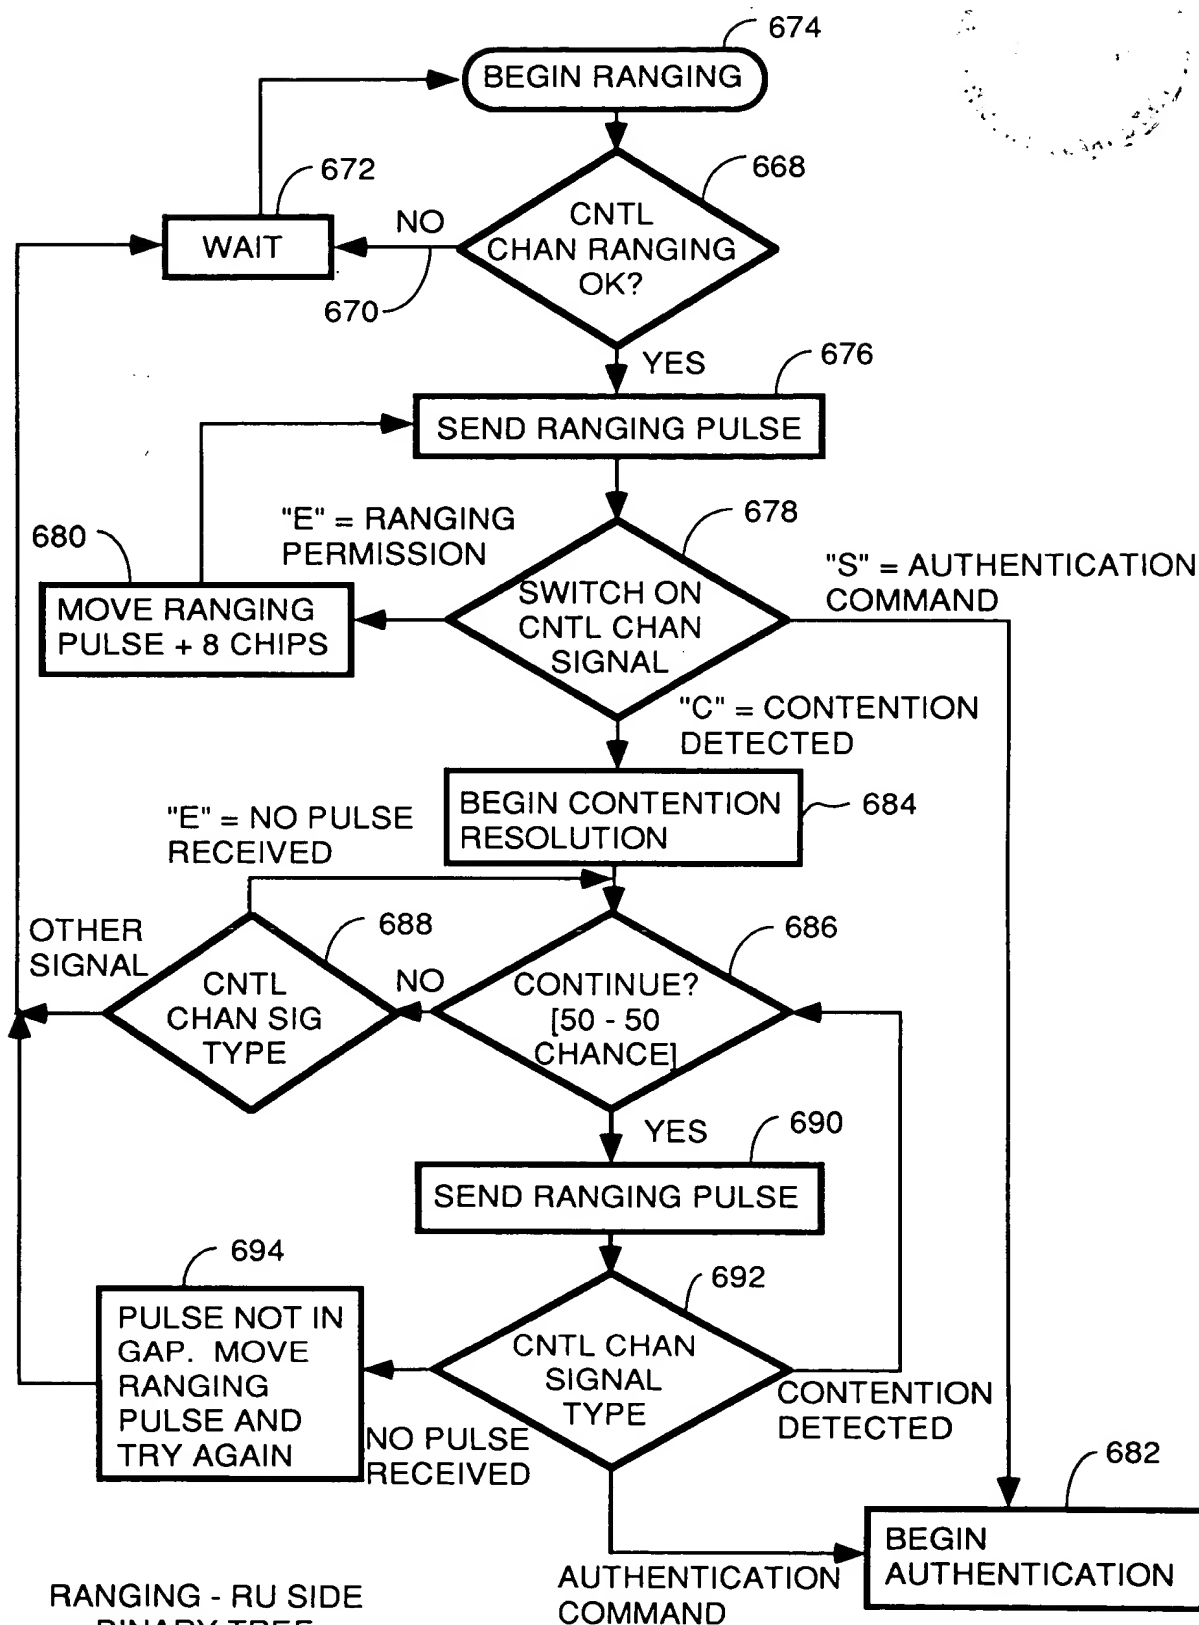 674
BEGIN RANGING
672
668
WAIT
NO
CNTL
CHAN RANGING
OK?
670
YES
676
SEND RANGING PULSE
"E" = RANGING
PERMISSION
678
680
"S" = AUTHENTICATION
COMMAND
MOVE RANGING
PULSE + 8 CHIPS
SWITCH ON
CNTL CHAN
SIGNAL
"C" = CONTENTION
DETECTED
BEGIN CONTENTION
RESOLUTION
684
"E" = NO PULSE
RECEIVED
OTHER
SIGNAL
688
686
CNTL
CHAN SIG
TYPE
NO
CONTINUE?
[50 - 50
CHANCE]
YES
690
SEND RANGING PULSE
694
692
PULSE NOT IN
GAP. MOVE
RANGING
PULSE AND
TRY AGAIN
CNTL CHAN
SIGNAL
TYPE
CONTENTION
DETECTED
NO PULSE
RECEIVED
682
BEGIN
AUTHENTICATION
AUTHENTICATION
COMMAND
RANGING - RU SIDE
BINARY TREE